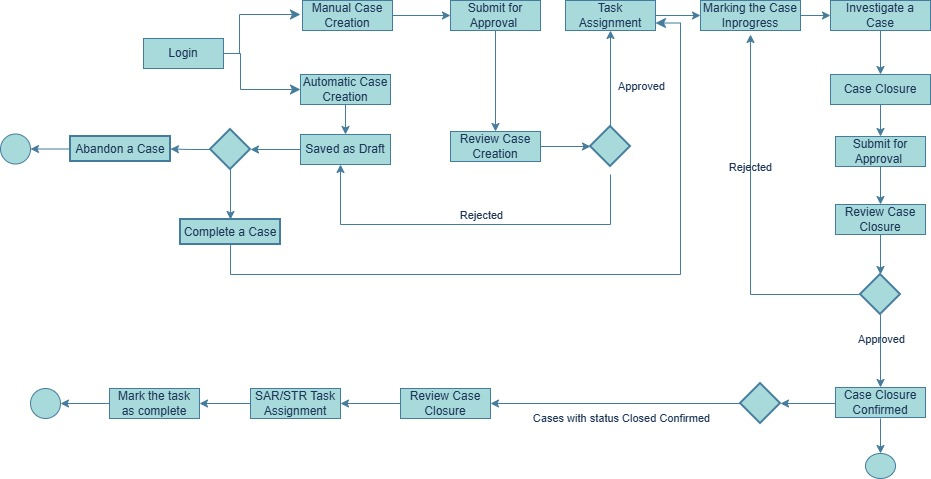 Manual Case
Creation
Submit for
Approval
Task
Assignment
Marking the Case
Inprogress
Investigate a
Case
Login
Automatic Case
Creation
Approved
Case Closure
Abandon a Case
Saved as Draft
Review Case
Creation
Submit for
Approval
Rejected
Rejected
Review Case
Closure
Complete a Case
Approved
Mark the task
as complete
SAR/STR Task
Assignment
Review Case
Closure
Cases with status Closed Confirmed
Case Closure
Confirmed